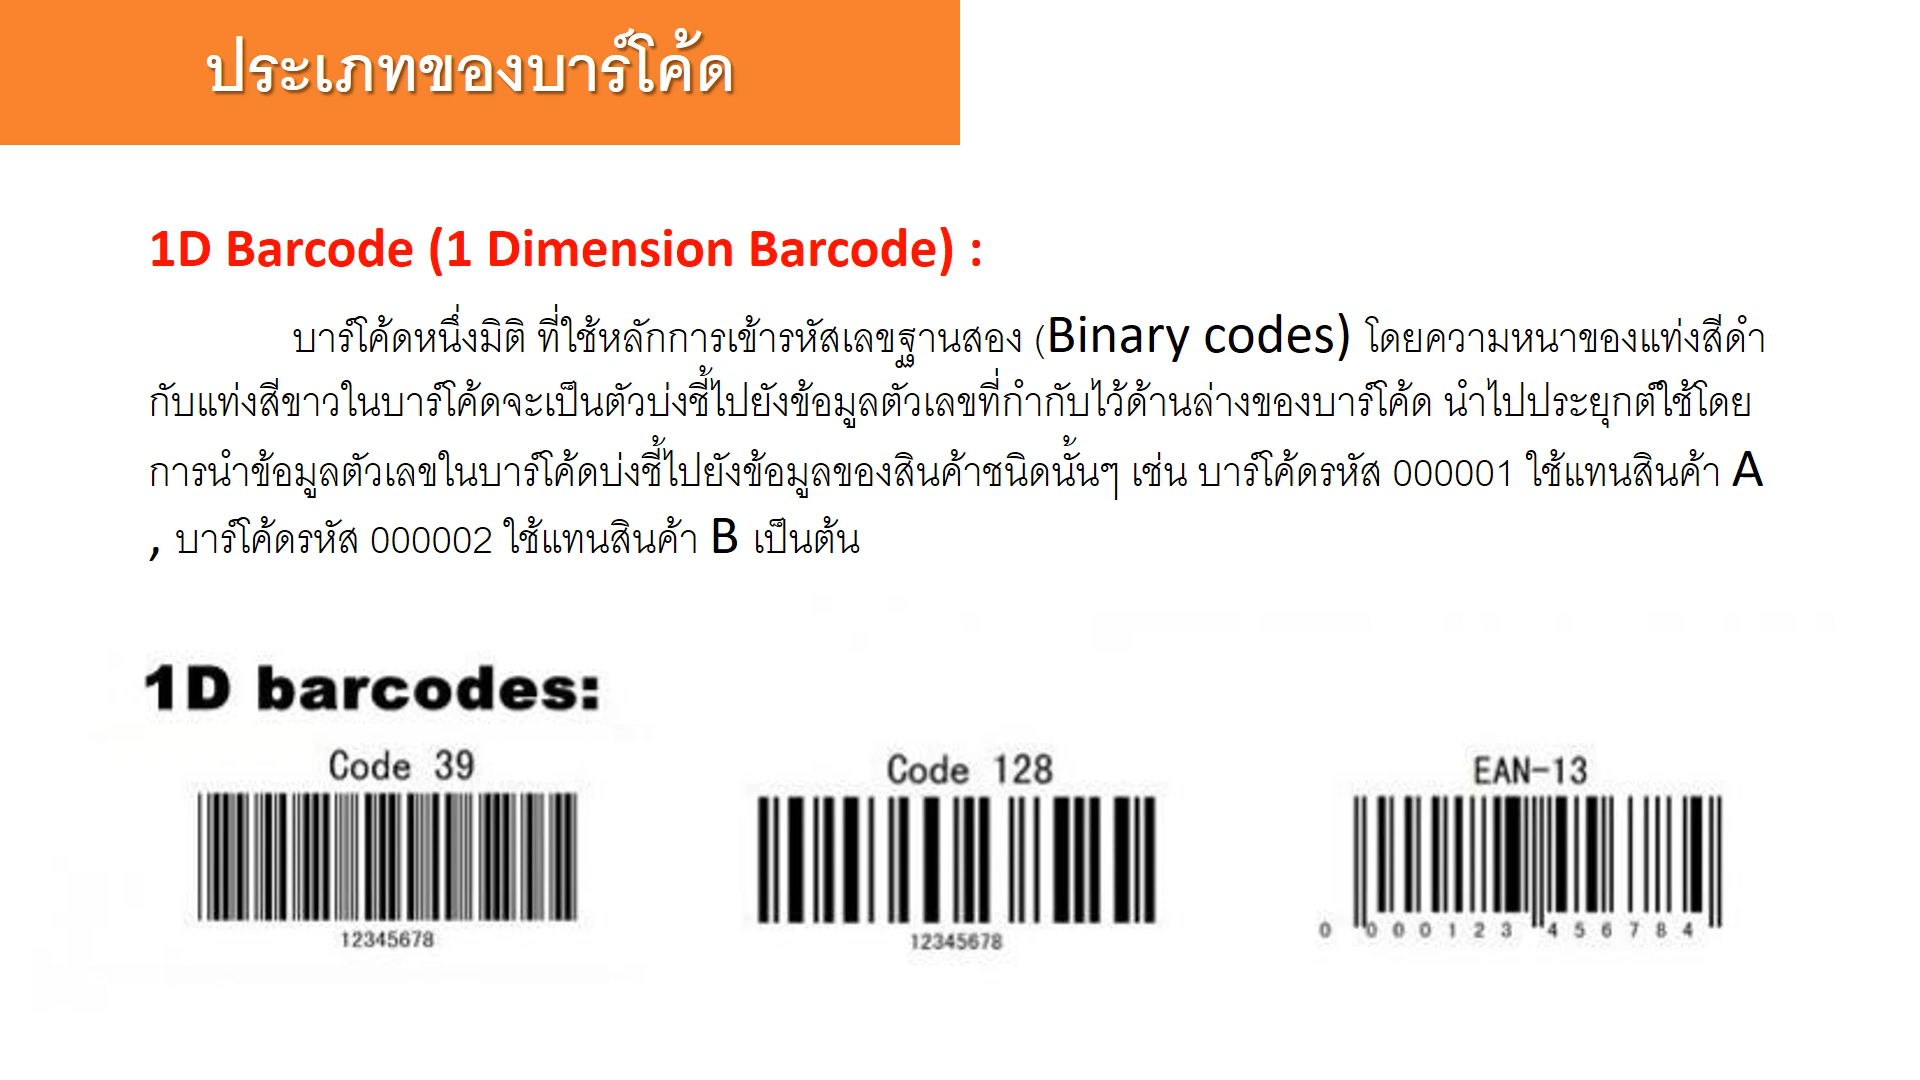 ประเภทของบาร์โค้ด
1D Barcode (1 Dimension Barcode) :
บาร์โค้ดหนึ่งมิติ ที่ใช้หลักการเข้ารหัสเลขฐานสอง (Binary codes) โดยความหนาของแท่งสีดำ
กับแท่งสีขาวในบาร์โค้ดจะเป็นตัวบ่งชี้ไปยังข้อมูลตัวเลขที่กำกับไว้ด้านล่างของบาร์โค้ด นำไปประยุกต์ใช้โดย
การนำข้อมูลตัวเลขในบาร์โค้ดบ่งชี้ไปยังข้อมูลของสินค้าชนิดนั้นๆ เช่น บาร์โค้ดรหัส 000001 ใช้แทนสินค้า A
, บาร์โค้ดรหัส 000002 ใช้แทนสินค้า B เป็นต้น
1D barcodes:
Code 39
12345678
Code 128
12345678
EAN-13
0 000123 456784